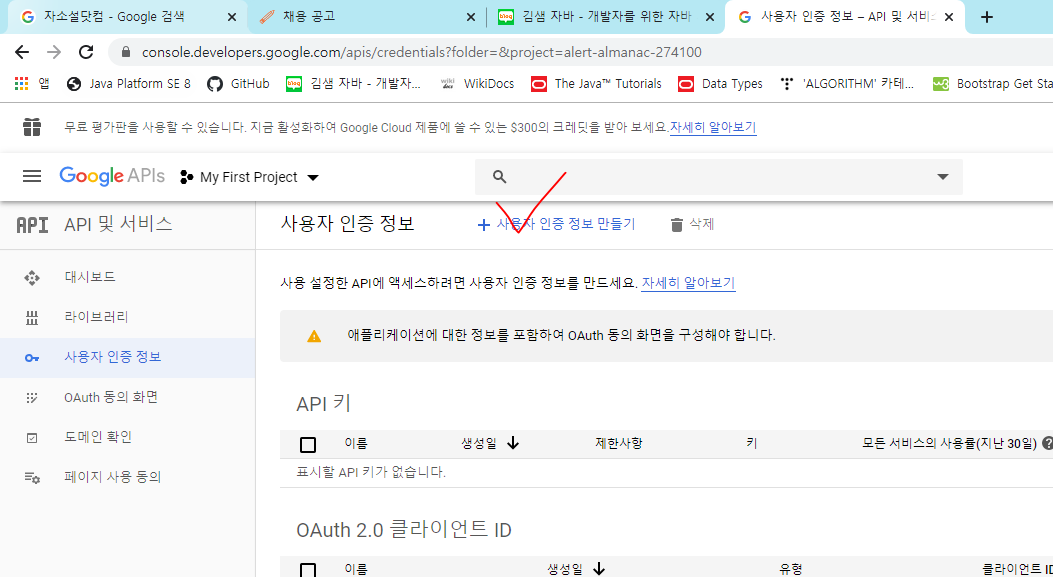 자소설닷컴 - Google 검색
채용 공고
김샘 자바 - 개발자를 위한 자바
사용자 인증 정보 – API 및 서비
console.developers.google.com/apis/credentials?folder=&project=alert-almanac-274100
앱
Java Platform SE 8
GitHub
blog
김샘 자바 - 개발자...
WikiDocs
The Java™ Tutorials
Data Types
'ALGORITHM' 카테...
Bootstrap Get Sta
무료 평가판을 사용할 수 있습니다. 지금 활성화하여 Google Cloud 제품에 쓸 수 있는 $300의 크레딧을 받아 보세요. 자세히 알아보기
Google APIs
My First Project
API
API 및 서비스
사용자 인증 정보
+ 사용자 인증 정보 만들기
삭제
대시보드
라이브러리
사용자 인증 정보
OAuth 동의 화면
도메인 확인
페이지 사용 동의
사용 설정한 API에 액세스하려면 사용자 인증 정보를 만드세요. 자세히 알아보기
애플리케이션에 대한 정보를 포함하여 OAuth 동의 화면을 구성해야 합니다.
API 키
이름
생성일
제한사항
키
모든 서비스의 사용률(지난 30일)
표시할 API 키가 없습니다.
OAuth 2.0 클라이언트 ID
이름
생성일
유형
클라이언트 ID